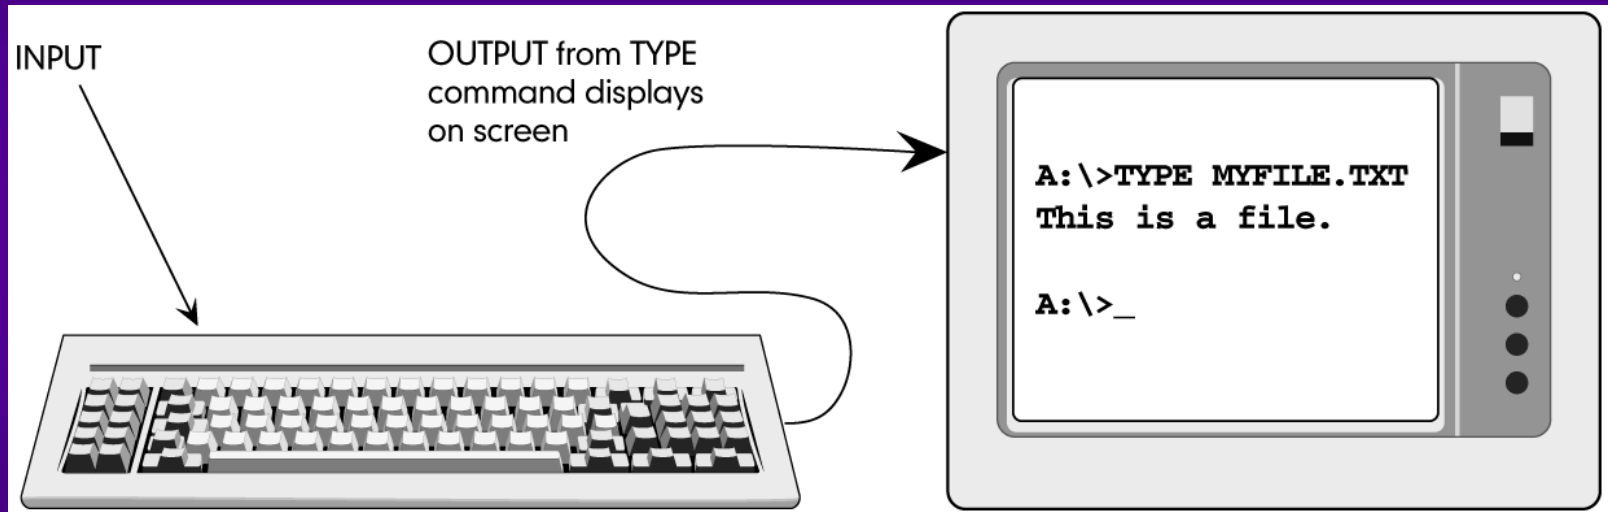 INPUT
OUTPUT from TYPE
command displays
on screen
A:\>TYPE MYFILE.TXT
This is a file.
A:\>_